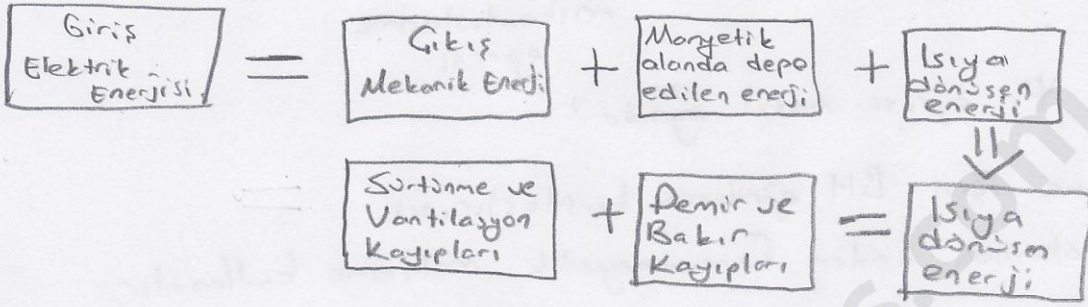 Giriş
Elektrik
Enerjisi
=
Çıkış
Mekanik Enerji
+
Manyetik
alanda depo
edilen enerji
+
Isıya
dönüşen
enerji
Sürtünme ve
Vantilasyon
Kayıpları
+
Demir ve
Bakır
Kayıpları
=
Isıya
dönüşen
enerji
s.com